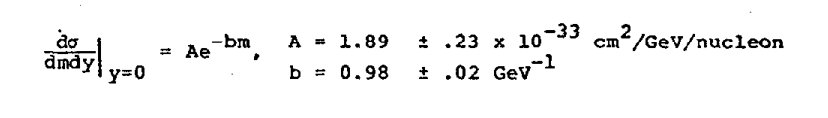 dσ/dmdy|y=0 = Ae^-bm, A = 1.89 ± .23 x 10^-33 cm^2/GeV/nucleon
b = 0.98 ± .02 GeV^-1